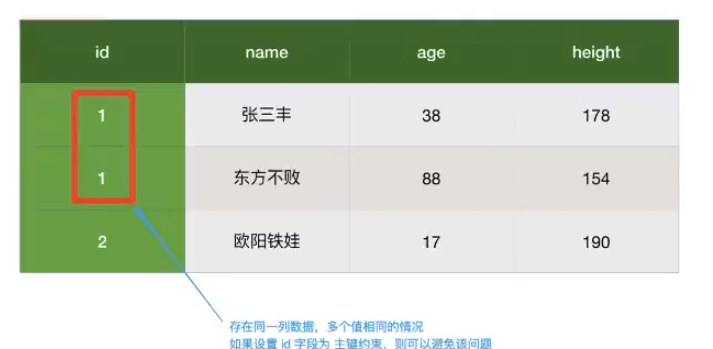 id name age height
1 张三丰 38 178
1 东方不败 88 154
2 欧阳铁娃 17 190
存在同一列数据，多个值相同的情况
如果设置 id 字段为 主键约束，则可以避免该问题